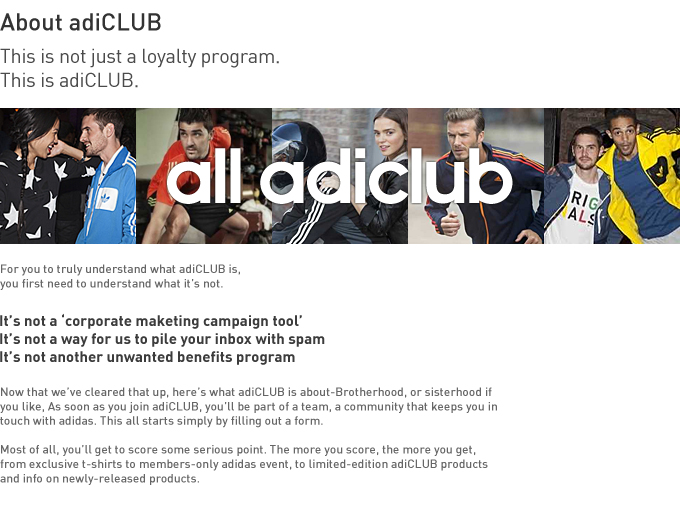 About adiCLUB
This is not just a loyalty program.
This is adiCLUB.
all adiclub
RIG
NALS
For you to truly understand what adiCLUB is,
you first need to understand what it's not.
It's not a ‘corporate maketing campaign tool’
It's not a way for us to pile your inbox with spam
It's not another unwanted benefits program
Now that we've cleared that up, here's what adiCLUB is about-Brotherhood, or sisterhood if
you like, As soon as you join adiCLUB, you'll be part of a team, a community that keeps you in
touch with adidas. This all starts simply by filling out a form.
Most of all, you'll get to score some serious point. The more you score, the more you get,
from exclusive t-shirts to members-only adidas event, to limited-edition adiCLUB products
and info on newly-released products.